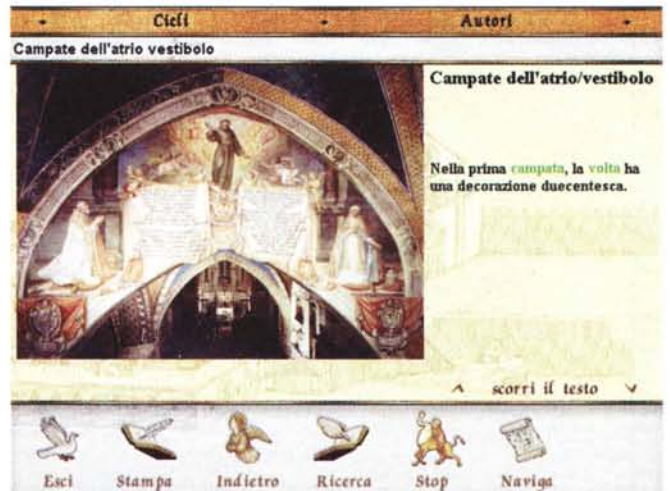 Cicli Autori
Campate dell'atrio vestibolo
Campate dell'atrio/vestibolo
Nella prima campata, la volta ha
una decorazione duecentesca.
scorri il testo
Esci Stampa Indietro Ricerca Stop Naviga